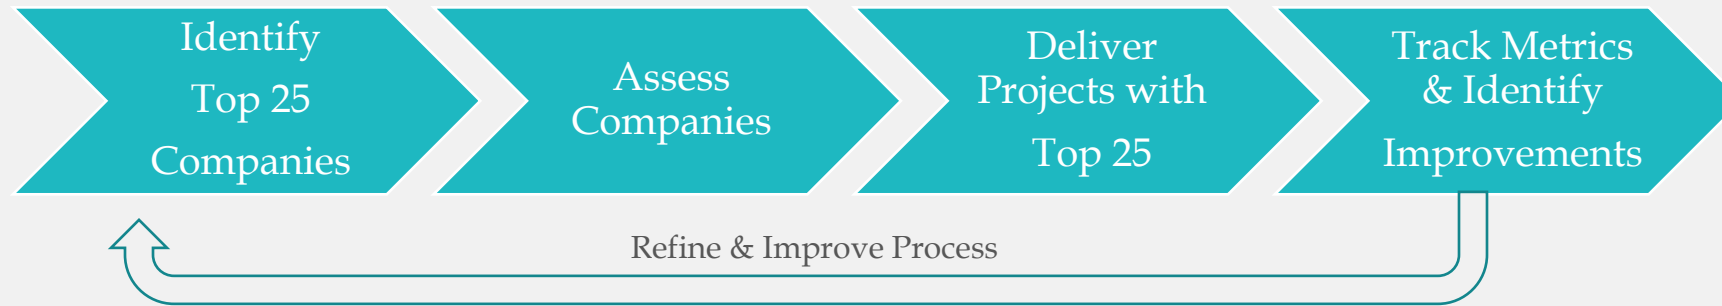 Identify
Top 25
Companies
Assess
Companies
Deliver
Projects with
Top 25
Track Metrics
& Identify
Improvements
Refine & Improve Process